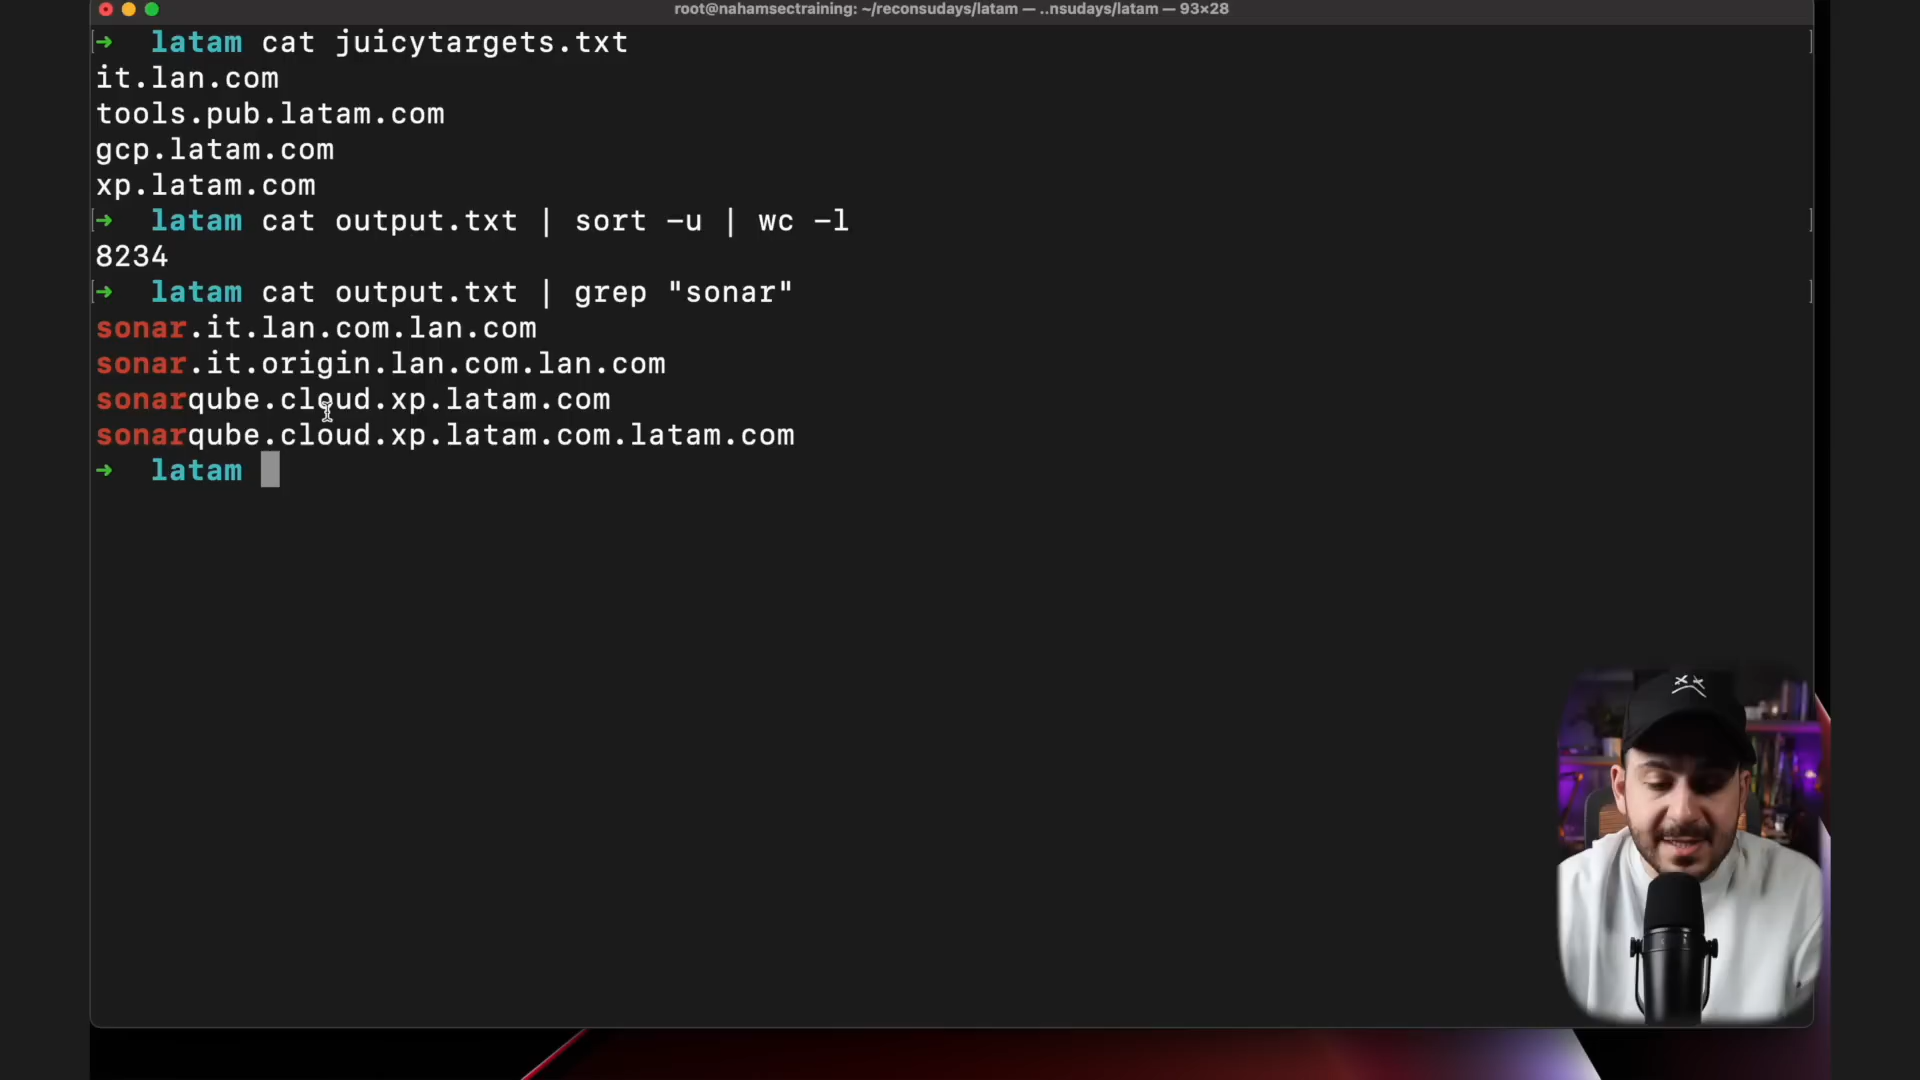 root@nahamsectraining: ~/reconsudays/latam — ..nsudays/latam — 93×28
[→ latam cat juicytargets.txt ]
it.lan.com
tools.pub.latam.com
gcp.latam.com
xp.latam.com
[→ latam cat output.txt | sort -u | wc -l ]
8234
[→ latam cat output.txt | grep "sonar" ]
sonar.it.lan.com.lan.com
sonar.it.origin.lan.com.lan.com
sonarqube.cloud.xp.latam.com
sonarqube.cloud.xp.latam.com.latam.com
→ latam